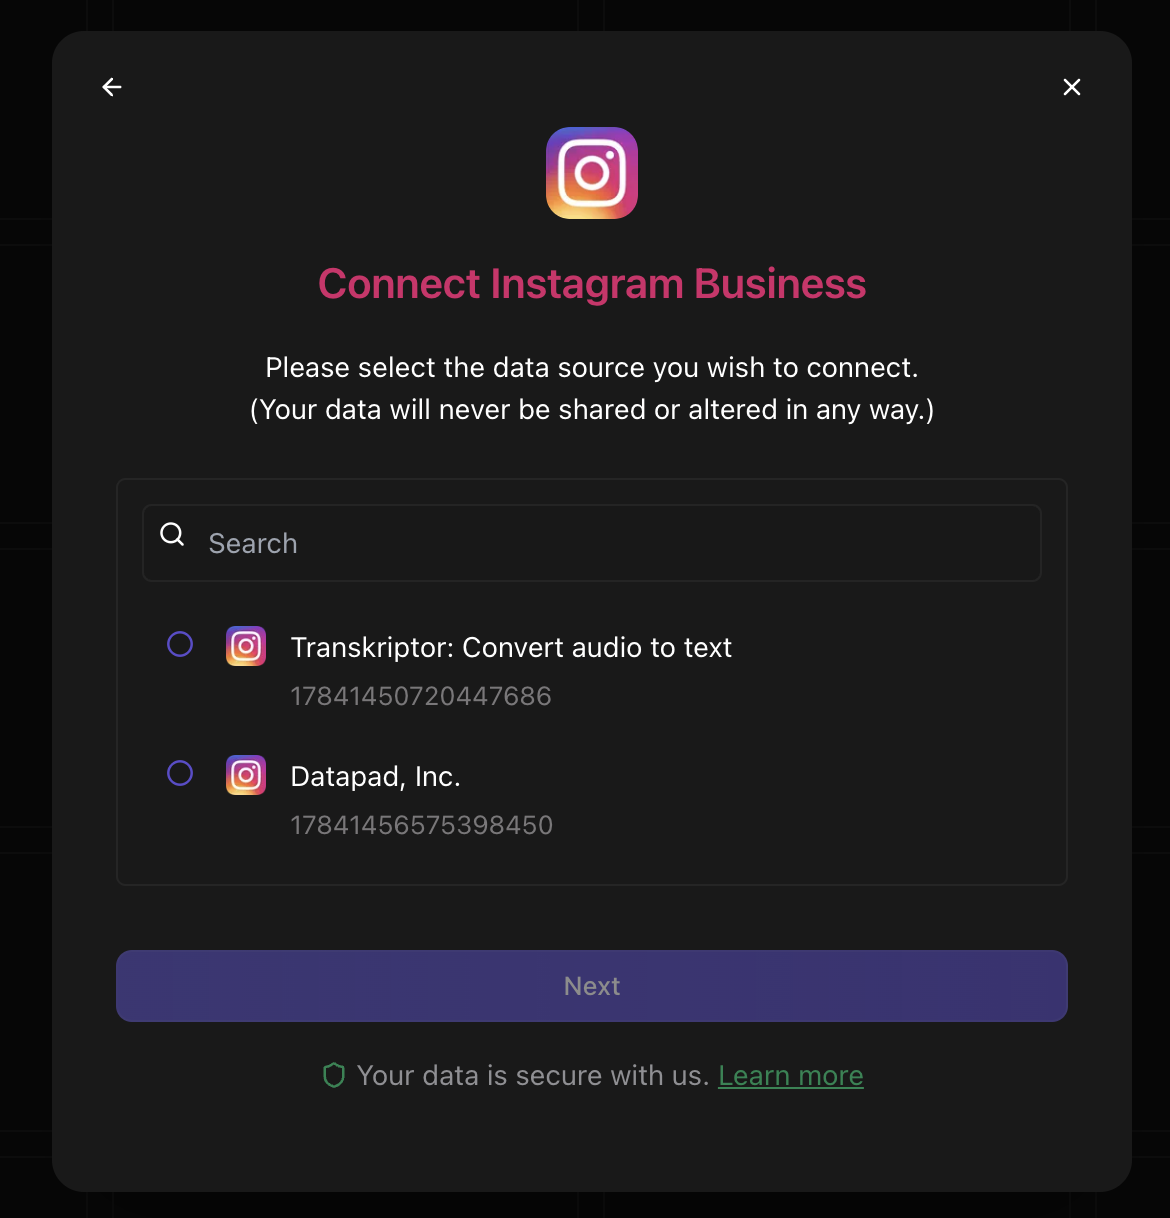 Connect Instagram Business
Please select the data source you wish to connect.
(Your data will never be shared or altered in any way.)
Search
Transkriptor: Convert audio to text
17841450720447686
Datapad, Inc.
17841456575398450
Next
Your data is secure with us. Learn more